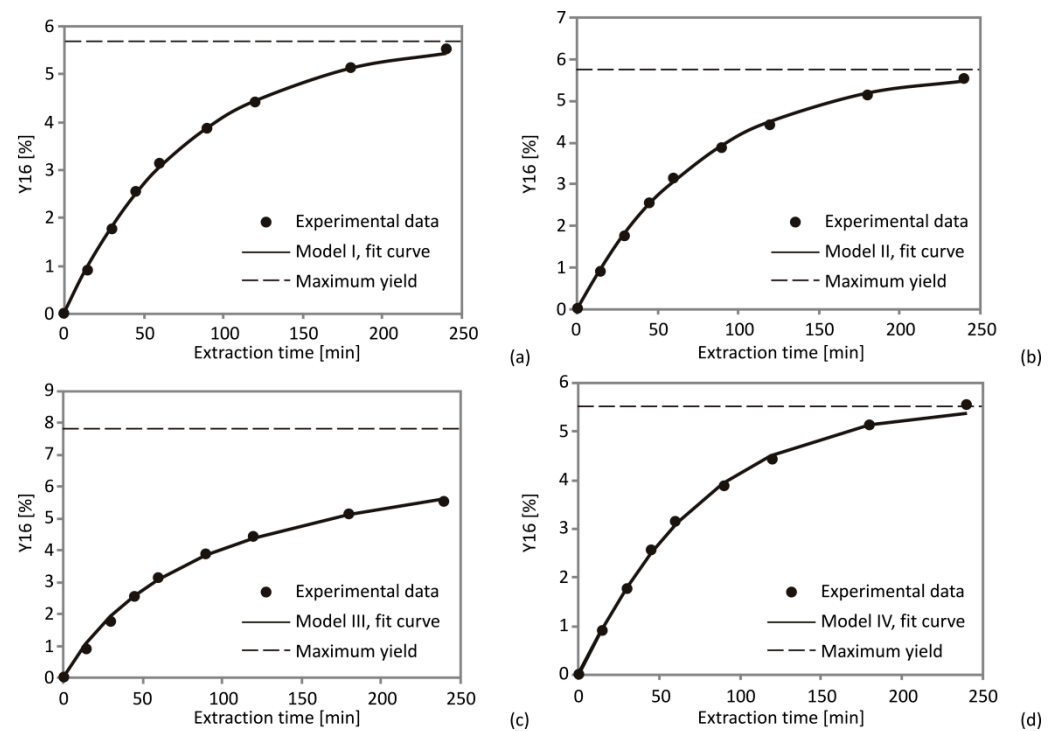 6
5
4
3
2
1
0
Y16 [%]
Experimental data
Model I, fit curve
Maximum yield
0 50 100 150 200 250
Extraction time [min]
(a)
7
6
5
4
3
2
1
0
Y16 [%]
Experimental data
Model II, fit curve
Maximum yield
0 50 100 150 200 250
Extraction time [min]
(b)
9
8
7
6
5
4
3
2
1
0
Y16 [%]
Experimental data
Model III, fit curve
Maximum yield
0 50 100 150 200 250
Extraction time [min]
(c)
6
5
4
3
2
1
0
Y16 [%]
Experimental data
Model IV, fit curve
Maximum yield
0 50 100 150 200 250
Extraction time [min]
(d)